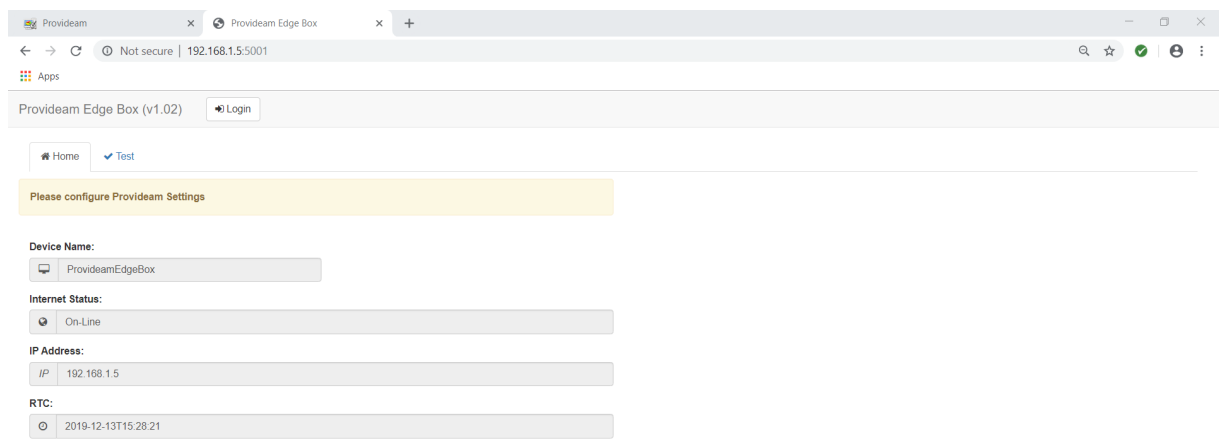 Provideam
Provideam Edge Box
Not secure | 192.168.1.5:5001
Apps
Provideam Edge Box (v1.02) Login
Home Test
Please configure Provideam Settings
Device Name:
ProvideamEdgeBox
Internet Status:
On-Line
IP Address:
IP 192.168.1.5
RTC:
2019-12-13T15:28:21